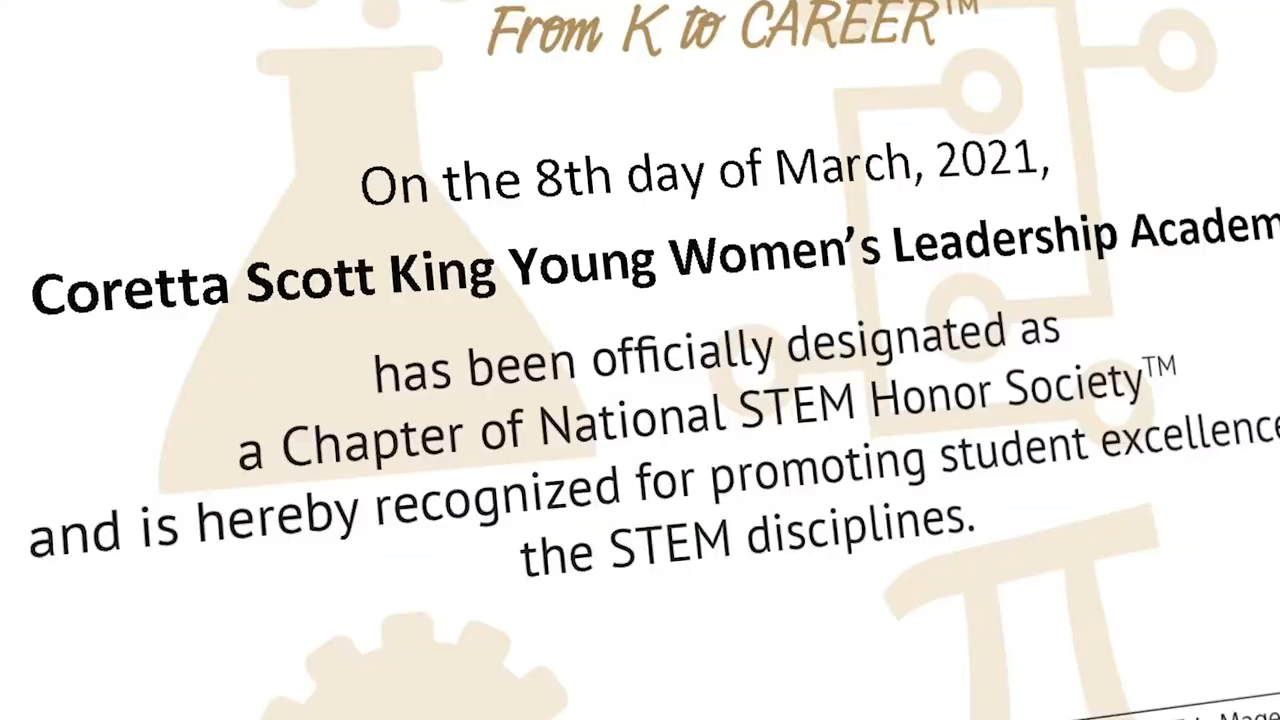 From K to CAREER™
On the 8th day of March, 2021,
Coretta Scott King Young Women's Leadership Academ
has been officially designated as
a Chapter of National STEM Honor Society™
and is hereby recognized for promoting student excellence
the STEM disciplines.